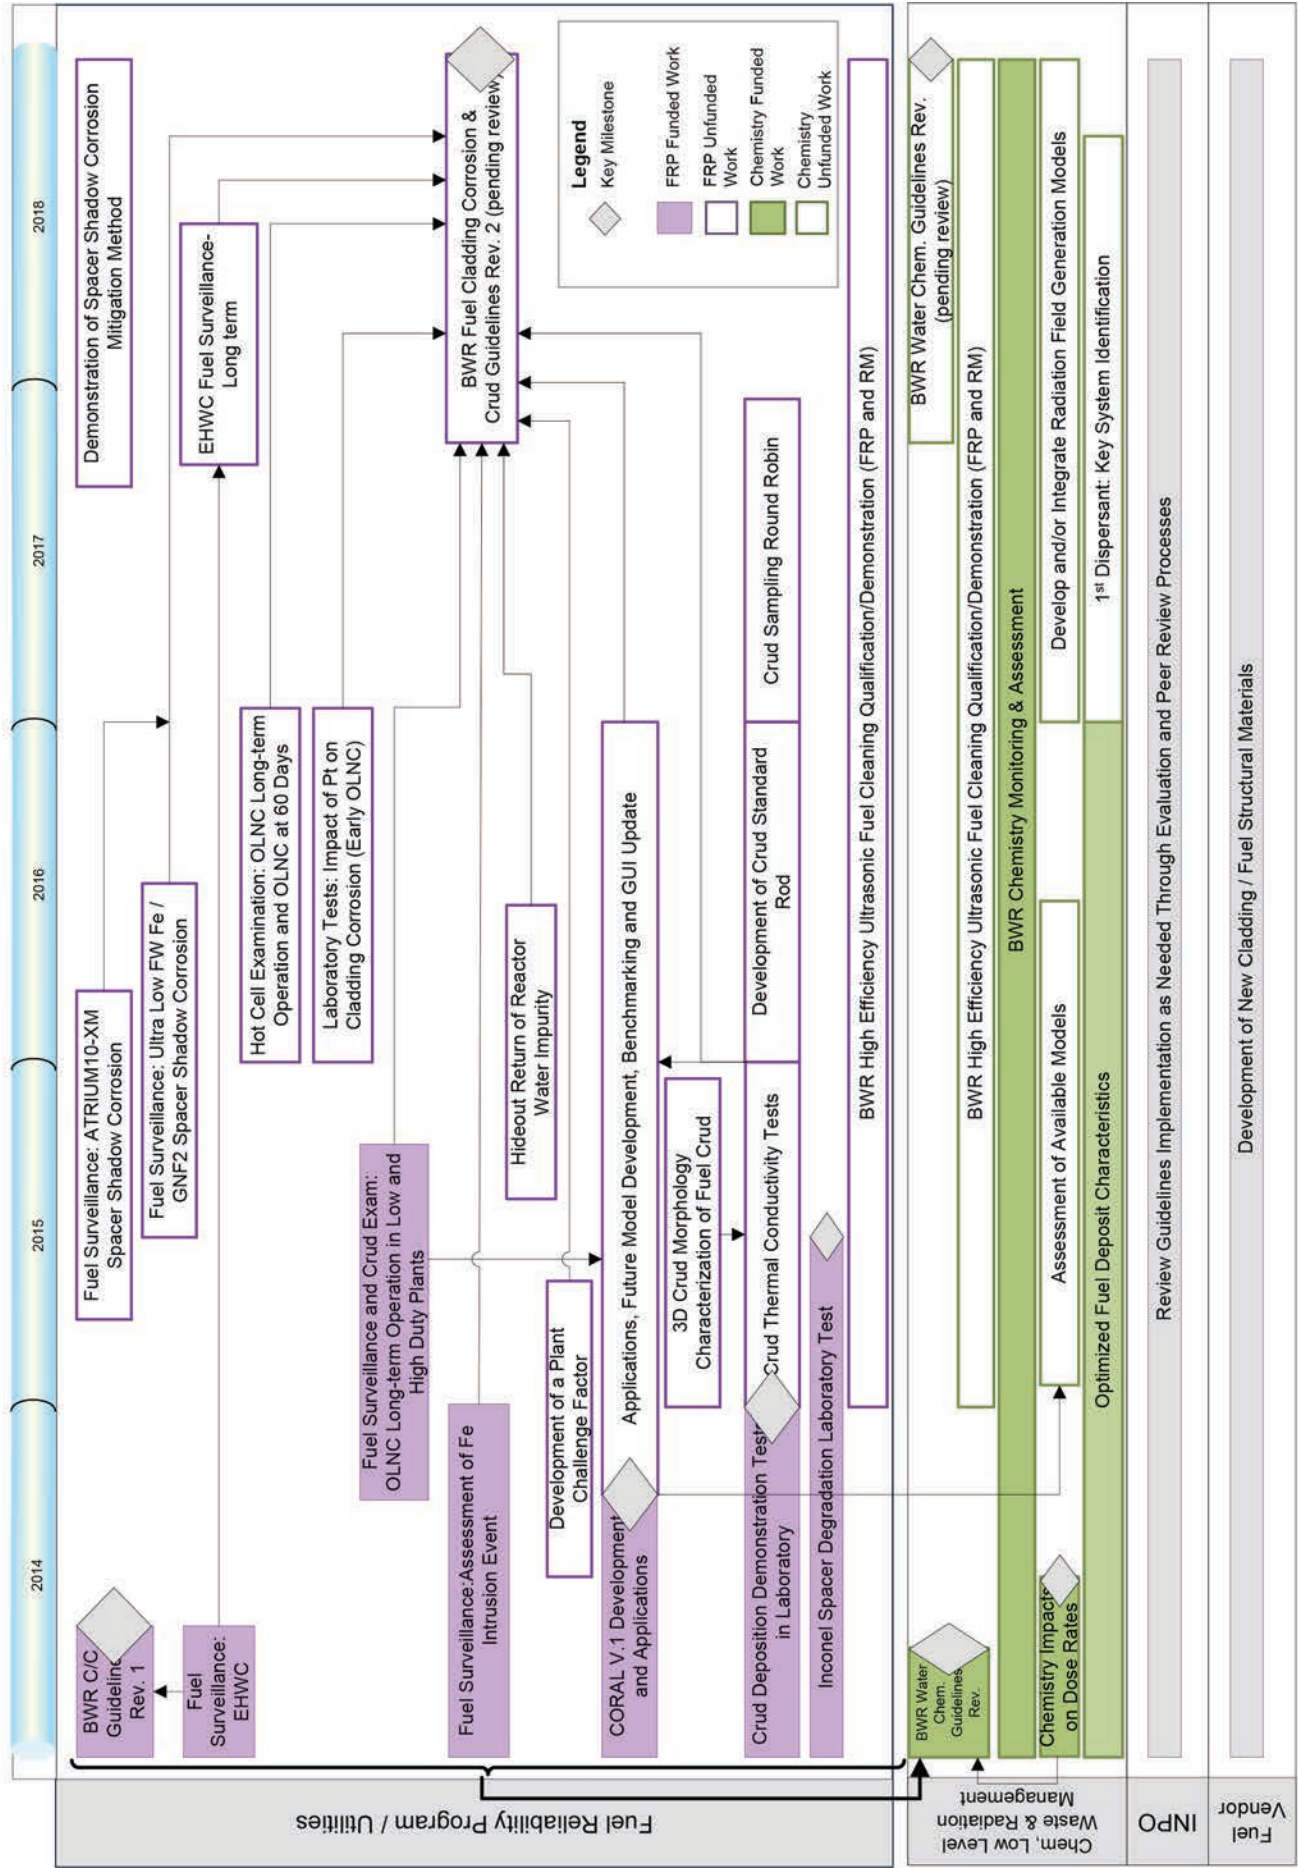 2014
2015
2016
2017
2018
Fuel Reliability Program / Utilities
BWR C/C
Guideline
Rev. 1
Fuel
Surveillance:
EHWC
Fuel Surveillance: ATRIUM10-XM
Spacer Shadow Corrosion
Fuel Surveillance: Ultra Low FW Fe /
GNF2 Spacer Shadow Corrosion
Demonstration of Spacer Shadow Corrosion
Mitigation Method
EHWC Fuel Surveillance-
Long term
Hot Cell Examination: OLNC Long-term
Operation and OLNC at 60 Days
Laboratory Tests: Impact of Pt on
Cladding Corrosion (Early OLNC)
Fuel Surveillance and Crud Exam:
OLNC Long-term Operation in Low and
High Duty Plants
Fuel Surveillance:Assessment of Fe
Intrusion Event
BWR Fuel Cladding Corrosion &
Crud Guidelines Rev. 2 (pending review)
Hideout Return of Reactor
Water Impurity
Development of a Plant
Challenge Factor
CORAL V.1 Development
and Applications
Applications, Future Model Development, Benchmarking and GUI Update
3D Crud Morphology
Characterization of Fuel Crud
Crud Deposition Demonstration Tests
in Laboratory
Crud Thermal Conductivity Tests
Development of Crud Standard
Rod
Crud Sampling Round Robin
Inconel Spacer Degradation Laboratory Test
BWR High Efficiency Ultrasonic Fuel Cleaning Qualification/Demonstration (FRP and RM)
Legend
Key Milestone
FRP Funded Work
FRP Unfunded
Work
Chemistry Funded
Work
Chemistry
Unfunded Work
Chem, Low Level
Waste & Radiation
Management
BWR Water
Chem.
Guidelines
Rev.
BWR Water Chem. Guidelines Rev.
(pending review)
BWR High Efficiency Ultrasonic Fuel Cleaning Qualification/Demonstration (FRP and RM)
BWR Chemistry Monitoring & Assessment
Chemistry Impacts
on Dose Rates
Assessment of Available Models
Develop and/or Integrate Radiation Field Generation Models
Optimized Fuel Deposit Characteristics
1st Dispersant: Key System Identification
INPO
Review Guidelines Implementation as Needed Through Evaluation and Peer Review Processes
Fuel
Vendor
Development of New Cladding / Fuel Structural Materials